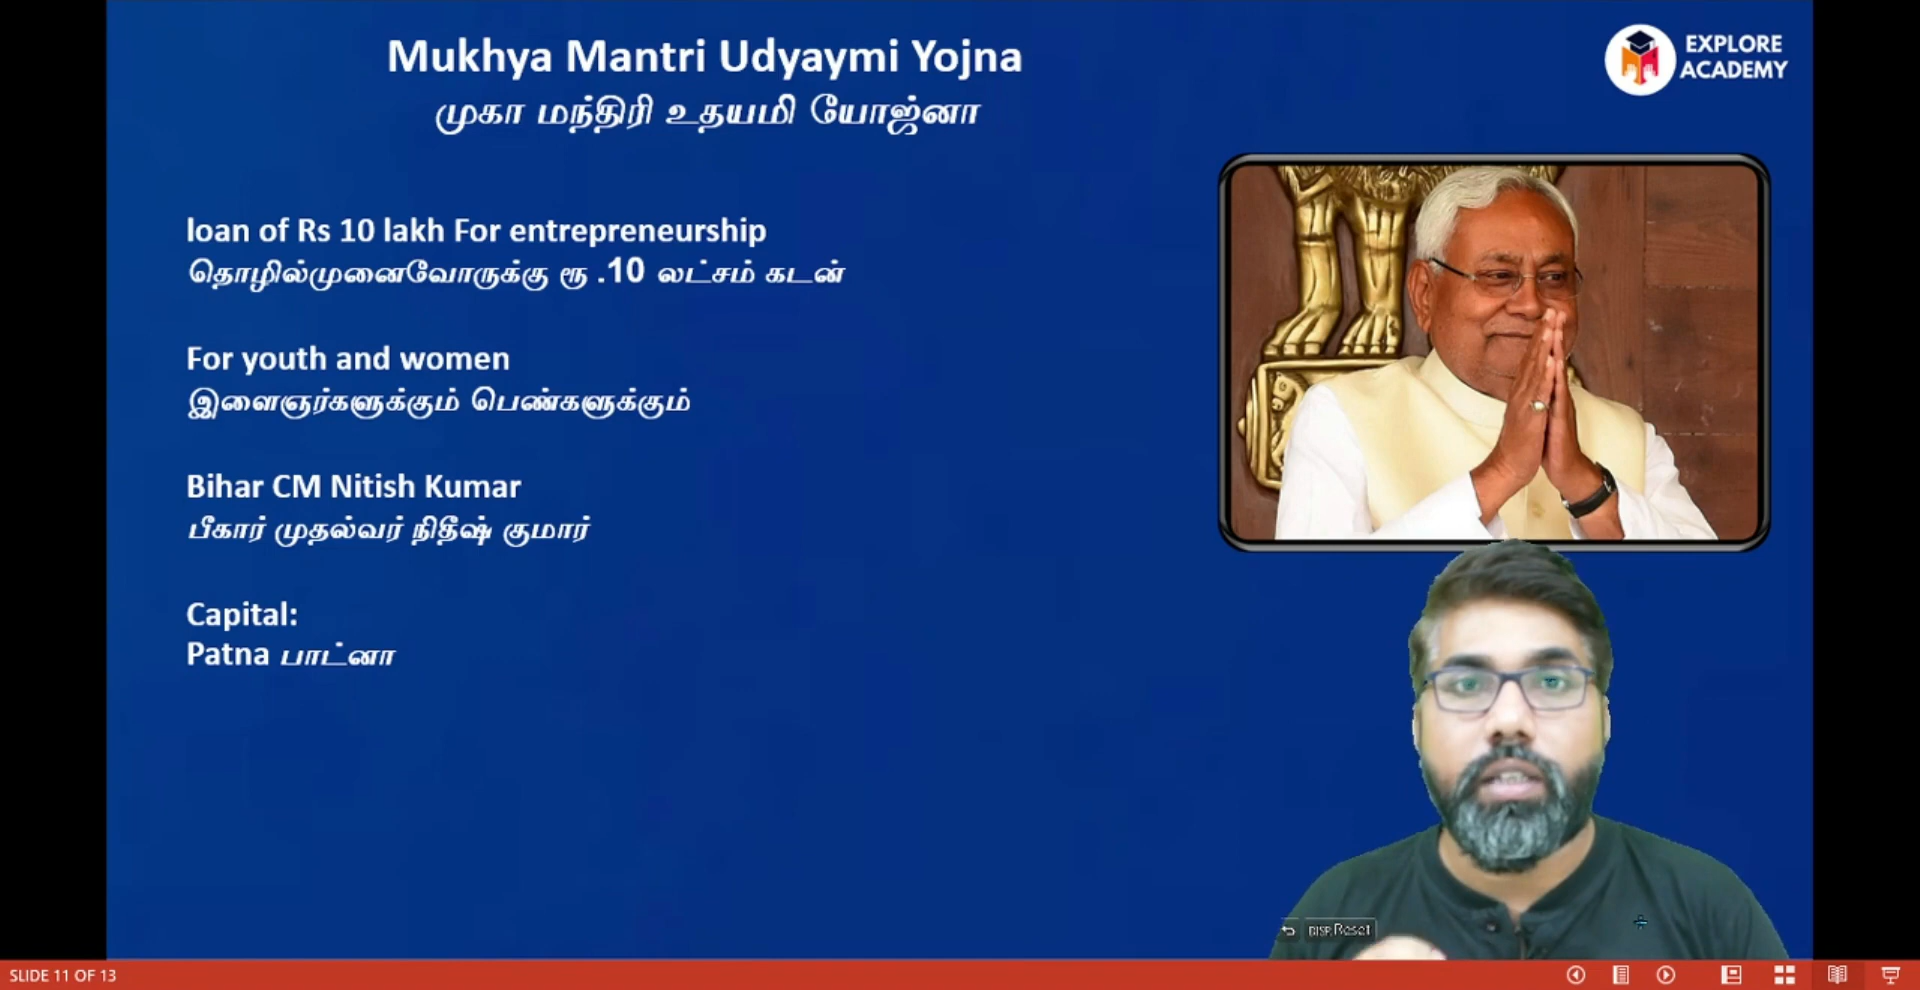 Mukhya Mantri Udyaymi Yojna
முகா மந்திரி உதயமி யோஜ்னா
EXPLORE
ACADEMY
loan of Rs 10 lakh For entrepreneurship
தொழில்முனைவோருக்கு ரூ .10 லட்சம் கடன்
For youth and women
இளைஞர்களுக்கும் பெண்களுக்கும்
Bihar CM Nitish Kumar
பீகார் முதல்வர் நிதீஷ் குமார்
Capital:
Patna பாட்னா
DISP. Reset
SLIDE 11 OF 13